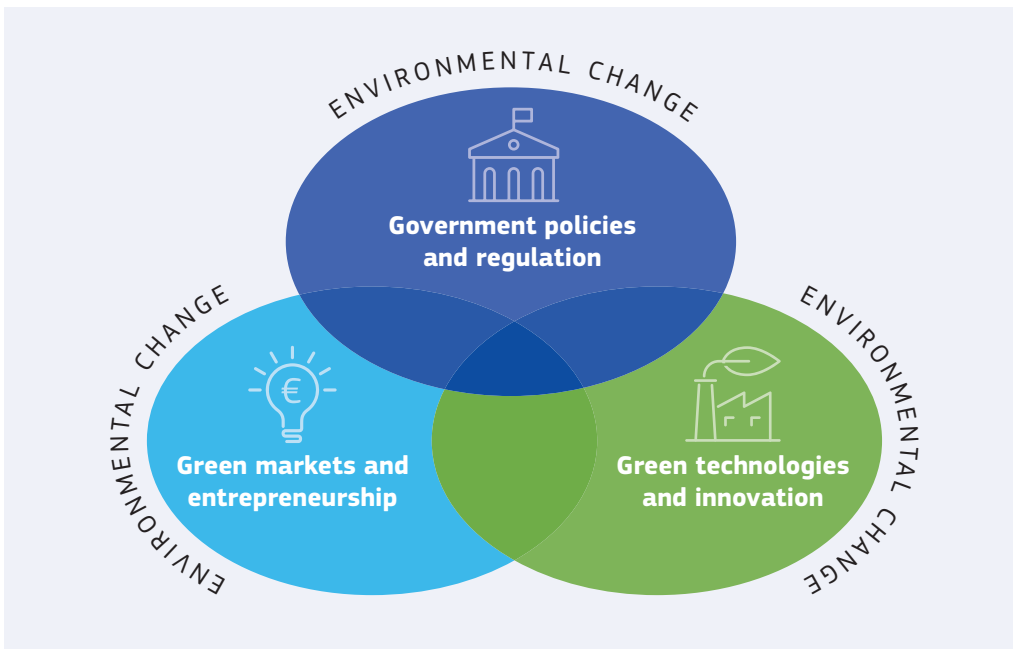 ENVIRONMENTAL CHANGE
Government policies
and regulation
ENVIRONMENTAL CHANGE
€
Green markets and
entrepreneurship
ENVIRONMENTAL CHANGE
Green technologies
and innovation